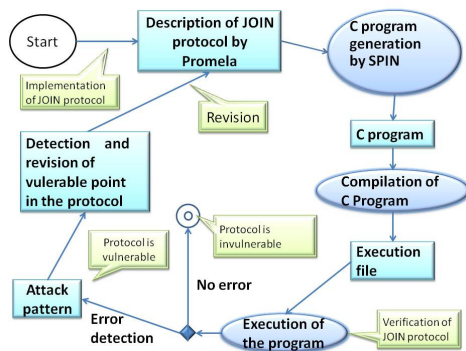 Start
Description of JOIN
protocol by
Promela
C program
generation
by SPIN
Implementation
of JOIN protocol
Revision
Detection and
revision of
vulerable point
in the protocol
C program
Compilation of
C Program
Protocol is
vulnerable
Protocol is
invulnerable
Execution
file
Attack
pattern
No error
Error
detection
Execution of
the program
Verification of
JOIN protocol